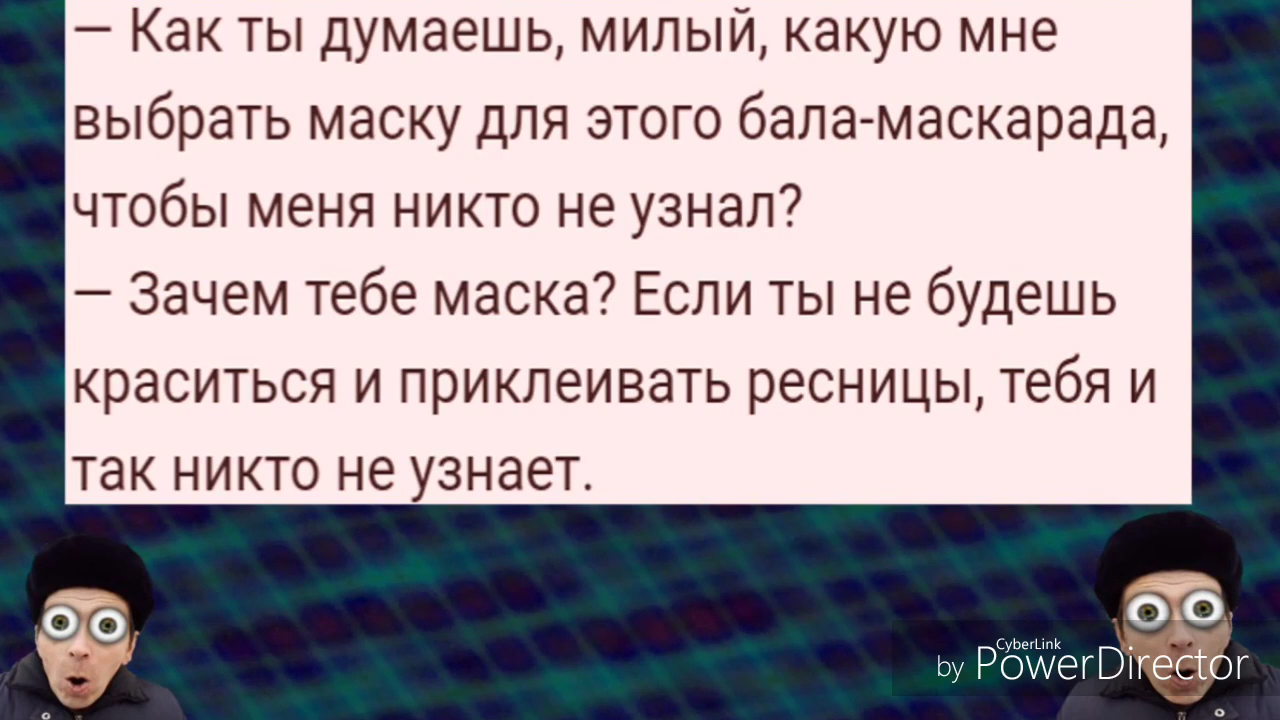 — Как ты думаешь, милый, какую мне
выбрать маску для этого бала-маскарада,
чтобы меня никто не узнал?
— Зачем тебе маска? Если ты не будешь
краситься и приклеивать ресницы, тебя и
так никто не узнает.
CyberLink
by PowerDirector